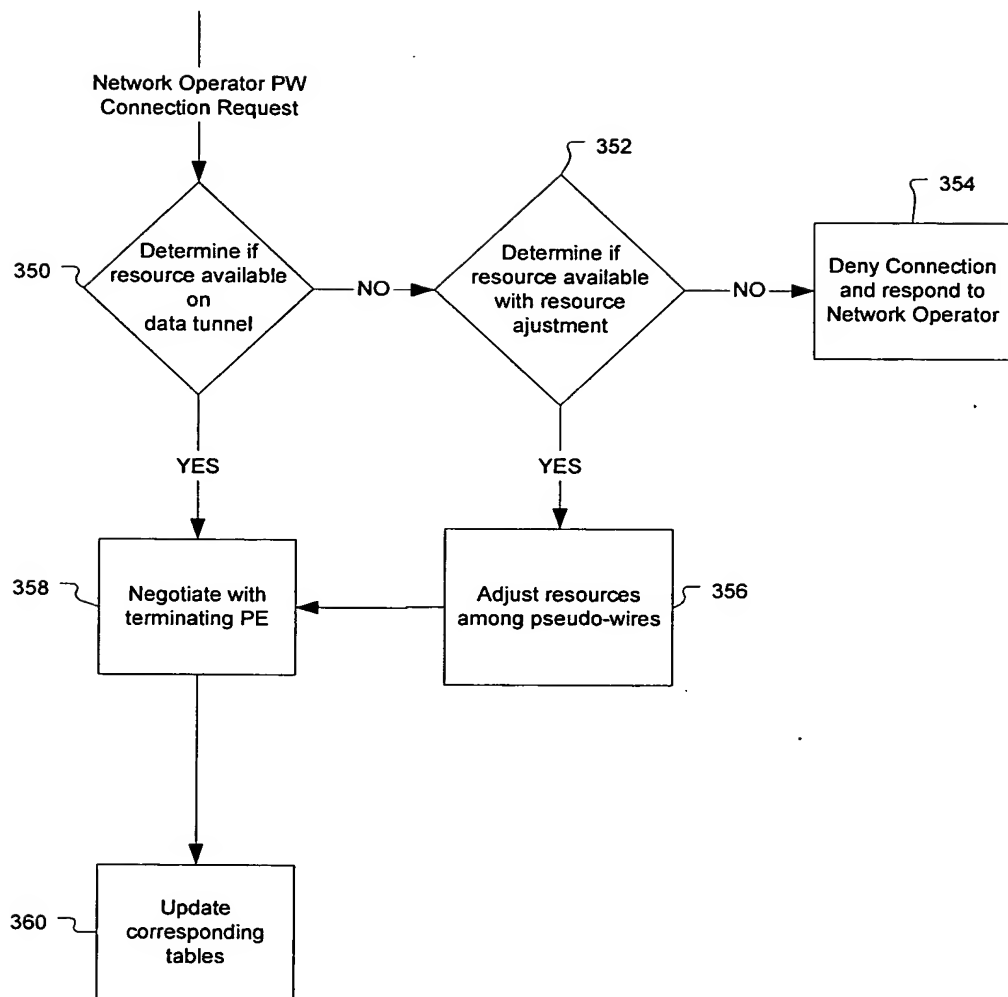 Network Operator PW
Connection Request
352
354
350
Determine if
resource available
on
data tunnel
NO
Determine if
resource available
with resource
ajustment
NO
Deny Connection
and respond to
Network Operator
YES
YES
358
Negotiate with
terminating PE
Adjust resources
among pseudo-wires
356
360
Update
corresponding
tables